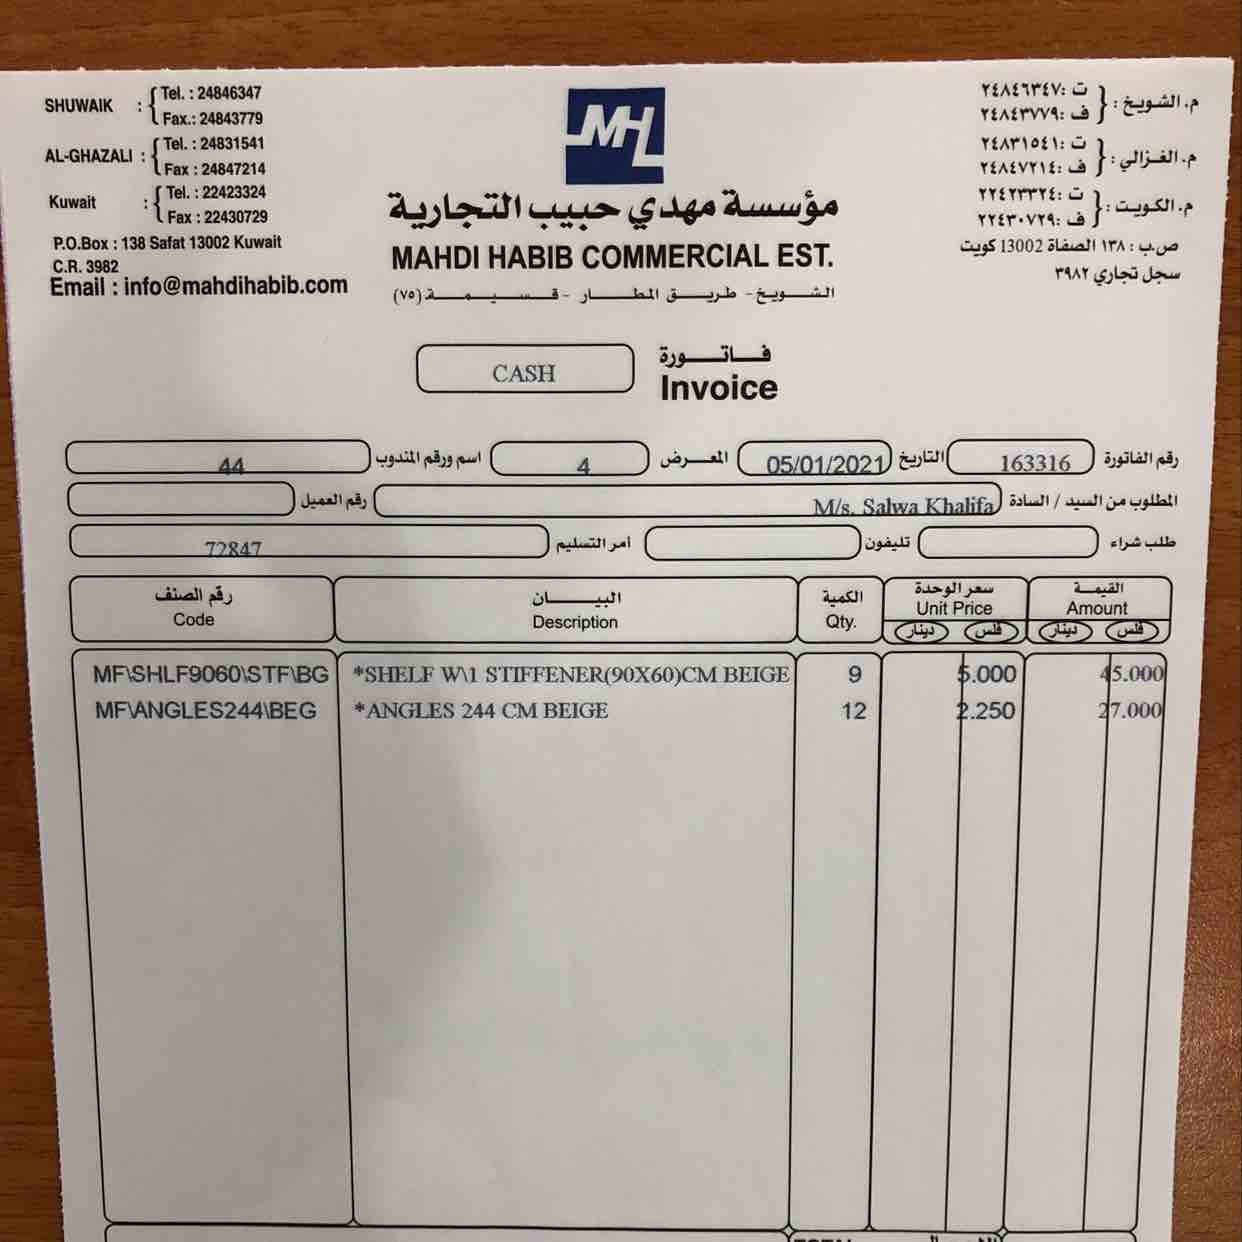 SHUWAIK : Tel. : 24846347
Fax.: 24843779
AL-GHAZALI : Tel. : 24831541
Fax : 24847214
Kuwait : Tel. : 22423324
Fax : 22430729
P.O.Box : 138 Safat 13002 Kuwait
C.R. 3982
Email : info@mahdihabib.com
MHL
مؤسسة مهدي حبيب التجارية
MAHDI HABIB COMMERCIAL EST.
الشويخ - طريق المطار - قسيمة (٧٥)
م. الشويخ : ت :٢٤٨٤٦٣٤٧
ف :٢٤٨٤٣٧٧٩
م. الغزالي : ت :٢٤٨٣١٥٤١
ف :٢٤٨٤٧٢١٤
م. الكويت : ت :٢٢٤٢٣٣٢٤
ف :٢٢٤٣٠٧٢٩
ص.ب : ١٣٨ الصفاة 13002 كويت
سجل تجاري ٣٩٨٢
CASH
فاتورة
Invoice
رقم الفاتورة 163316 التاريخ 05/01/2021 المعرض 4 اسم ورقم المندوب 44
المطلوب من السيد / السادة M/s. Salwa Khalifa رقم العميل
طلب شراء تليفون أمر التسليم 72847
رقم الصنف البيان الكمية سعر الوحدة القيمة
Code Description Qty. Unit Price Amount
دينار فلس دينار فلس
MF\SHLF9060\STF\BG *SHELF W\1 STIFFENER(90X60)CM BEIGE 9 5.000 45.000
MF\ANGLES244\BEG *ANGLES 244 CM BEIGE 12 2.250 27.000